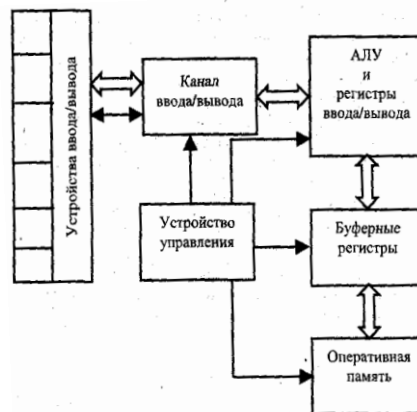 Устройства ввода/вывода
Канал
ввода/вывода
АЛУ
и
регистры
ввода/вывода
Устройство
управления
Буферные
регистры
Оперативная
память